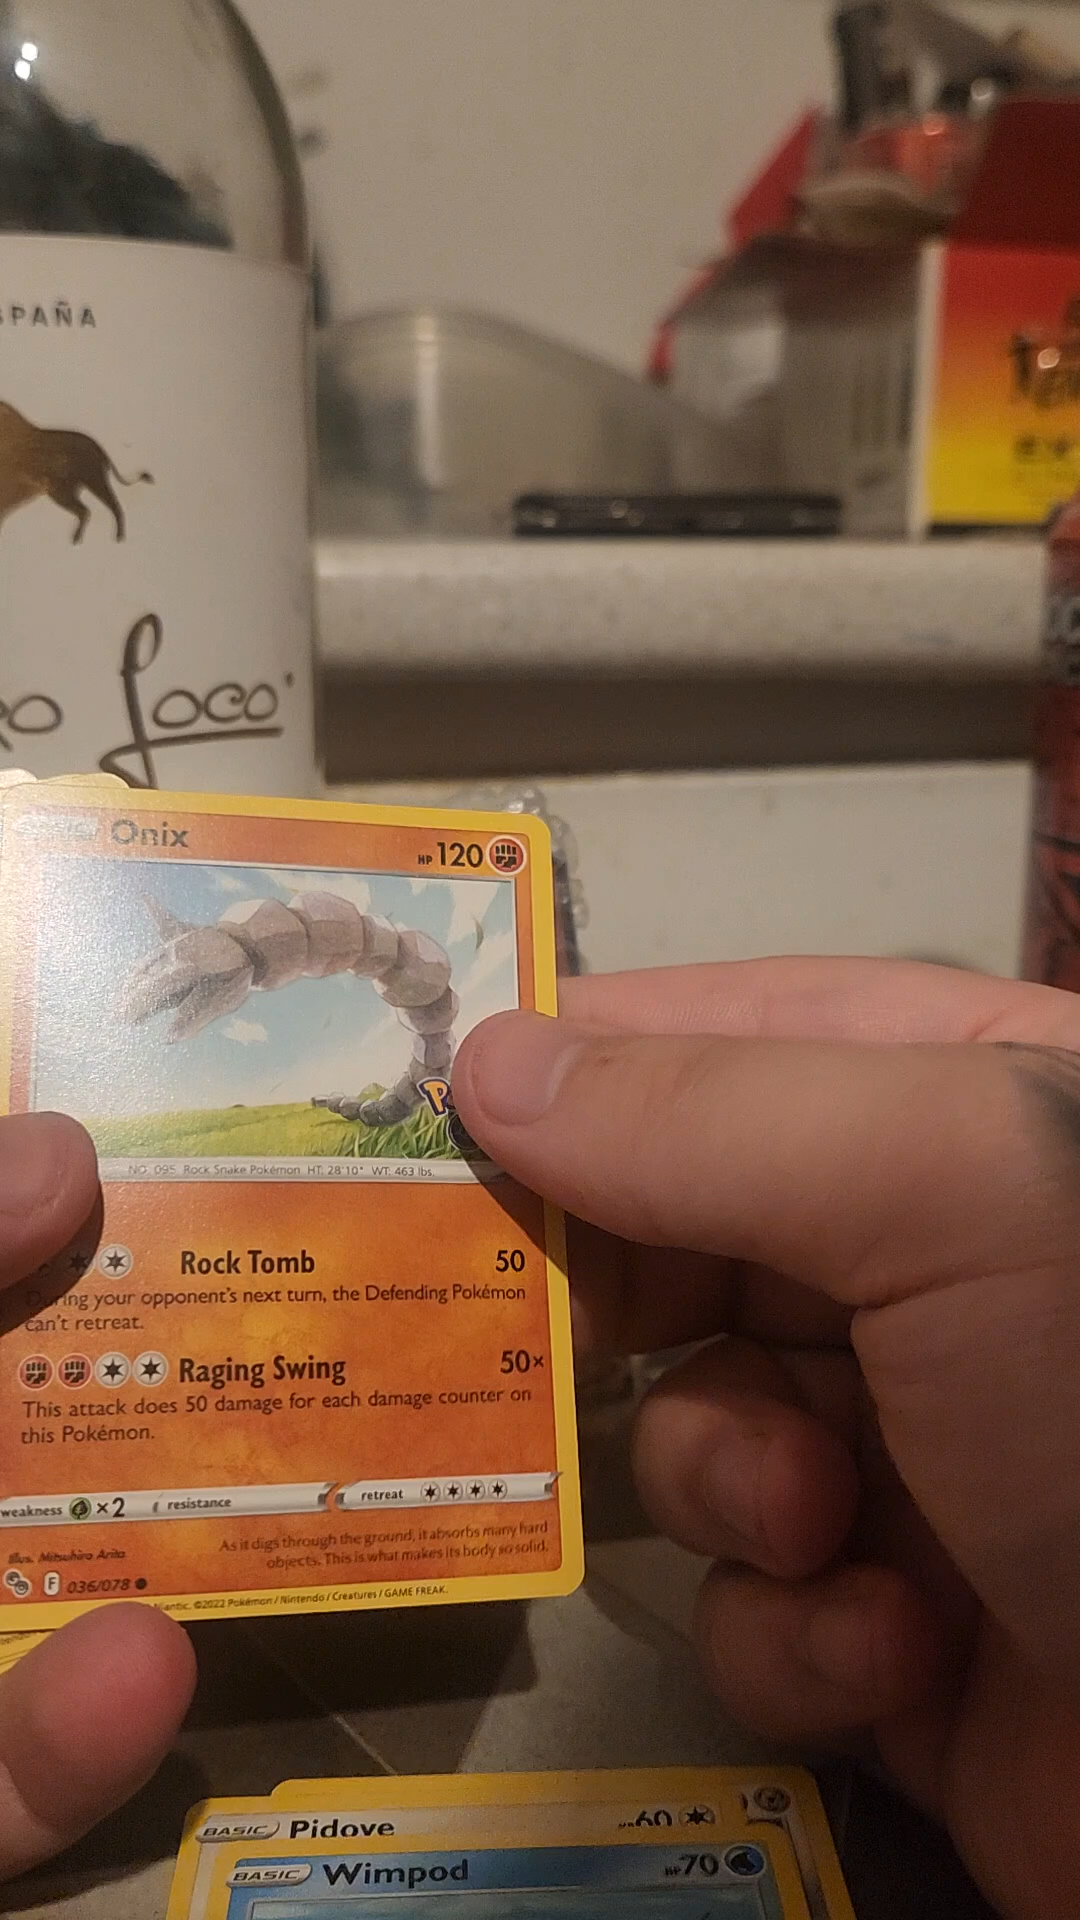 SPAÑA
Loco
BASIC Onix
HP 120
NO. 095 Rock Snake Pokémon HT: 28'10" WT: 463 lbs.
Rock Tomb 50
During your opponent's next turn, the Defending Pokémon
can't retreat.
Raging Swing 50×
This attack does 50 damage for each damage counter on
this Pokémon.
weakness ×2 resistance
retreat
As it digs through the ground, it absorbs many hard
objects. This is what makes its body so solid.
Illus. Mitsuhiro Arita
F 036/078
Niantic. ©2022 Pokémon / Nintendo / Creatures / GAME FREAK.
BASIC Pidove HP 60
BASIC Wimpod HP 70